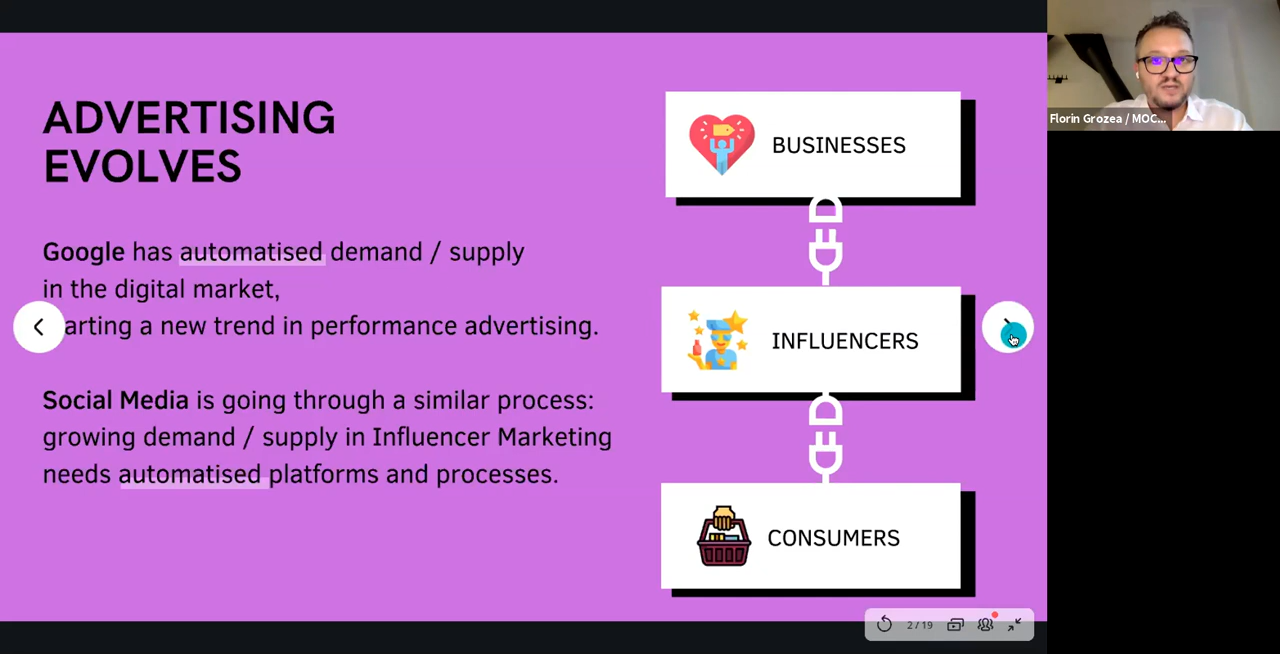 ADVERTISING
EVOLVES
Google has automatised demand / supply
in the digital market,
arting a new trend in performance advertising.
Social Media is going through a similar process:
growing demand / supply in Influencer Marketing
needs automatised platforms and processes.
BUSINESSES
INFLUENCERS
CONSUMERS
2 / 19
Florin Grozea / MOC...